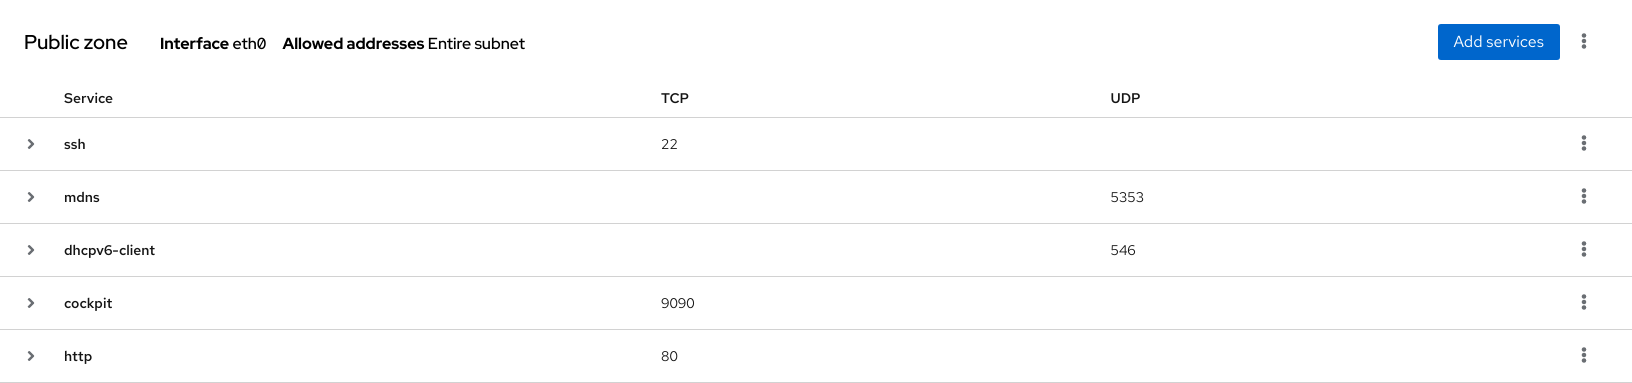 Public zone Interface eth0 Allowed addresses Entire subnet Add services
Service TCP UDP
ssh 22
mdns 5353
dhcpv6-client 546
cockpit 9090
http 80